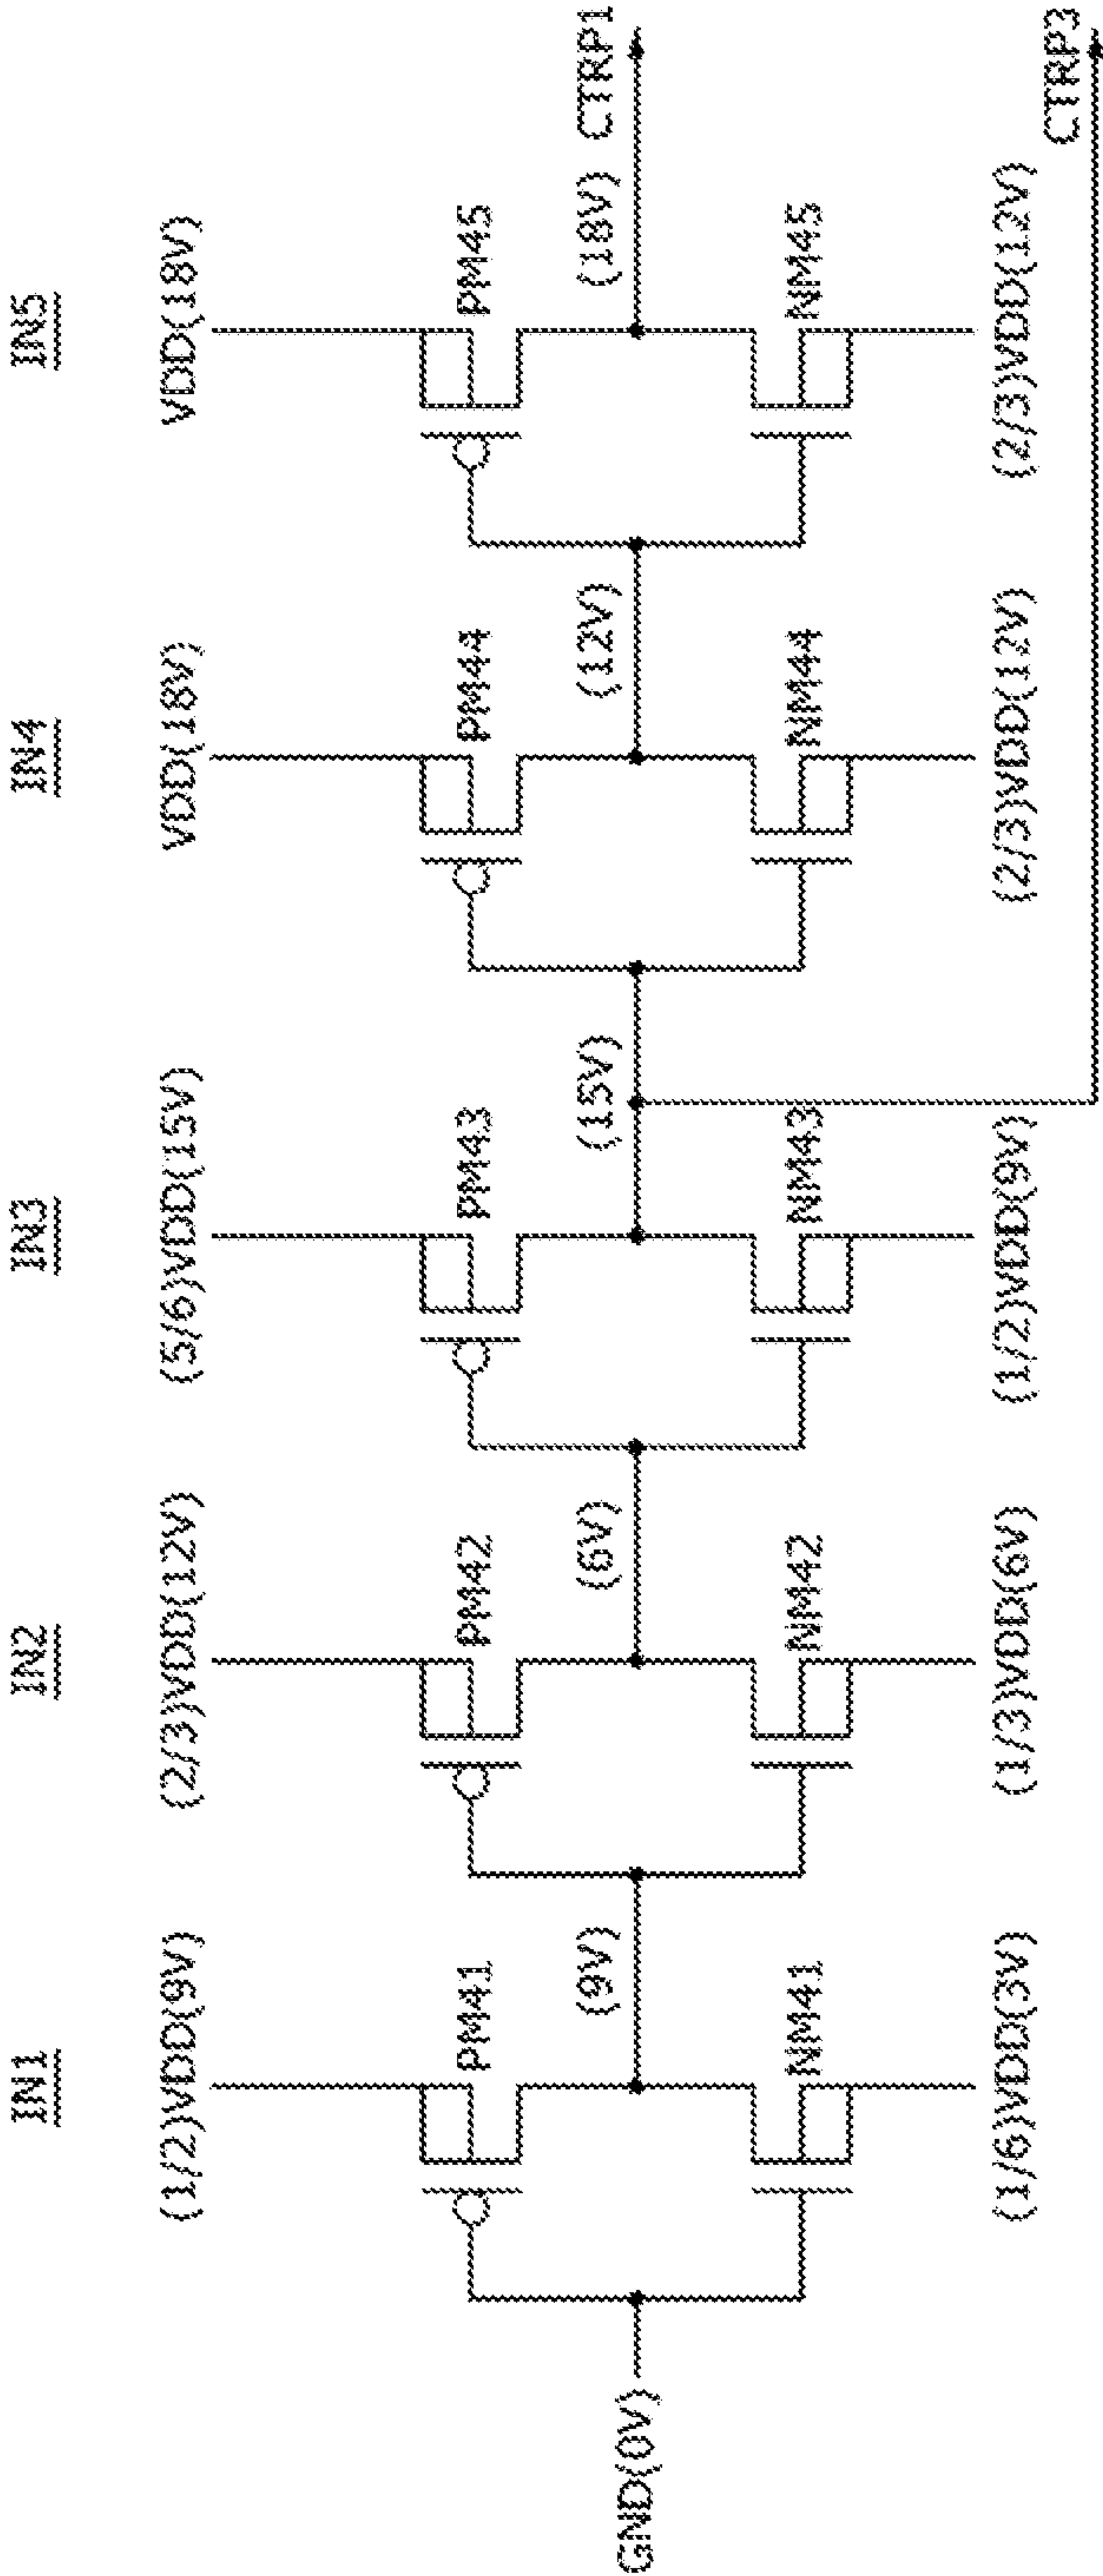 IN1 IN2 IN3 IN4 IN5
(1/2)VDD(9V) (2/3)VDD(12V) (5/6)VDD(15V) VDD(18V) VDD(18V)
PM41 PM42 PM43 PM44 PM45
(9V) (6V) (15V) (12V) (18V) CTRP1
GND(0V)
NM41 NM42 NM43 NM44 NM45
(1/6)VDD(3V) (1/3)VDD(6V) (1/2)VDD(9V) (2/3)VDD(12V) (2/3)VDD(12V)
CTRP3